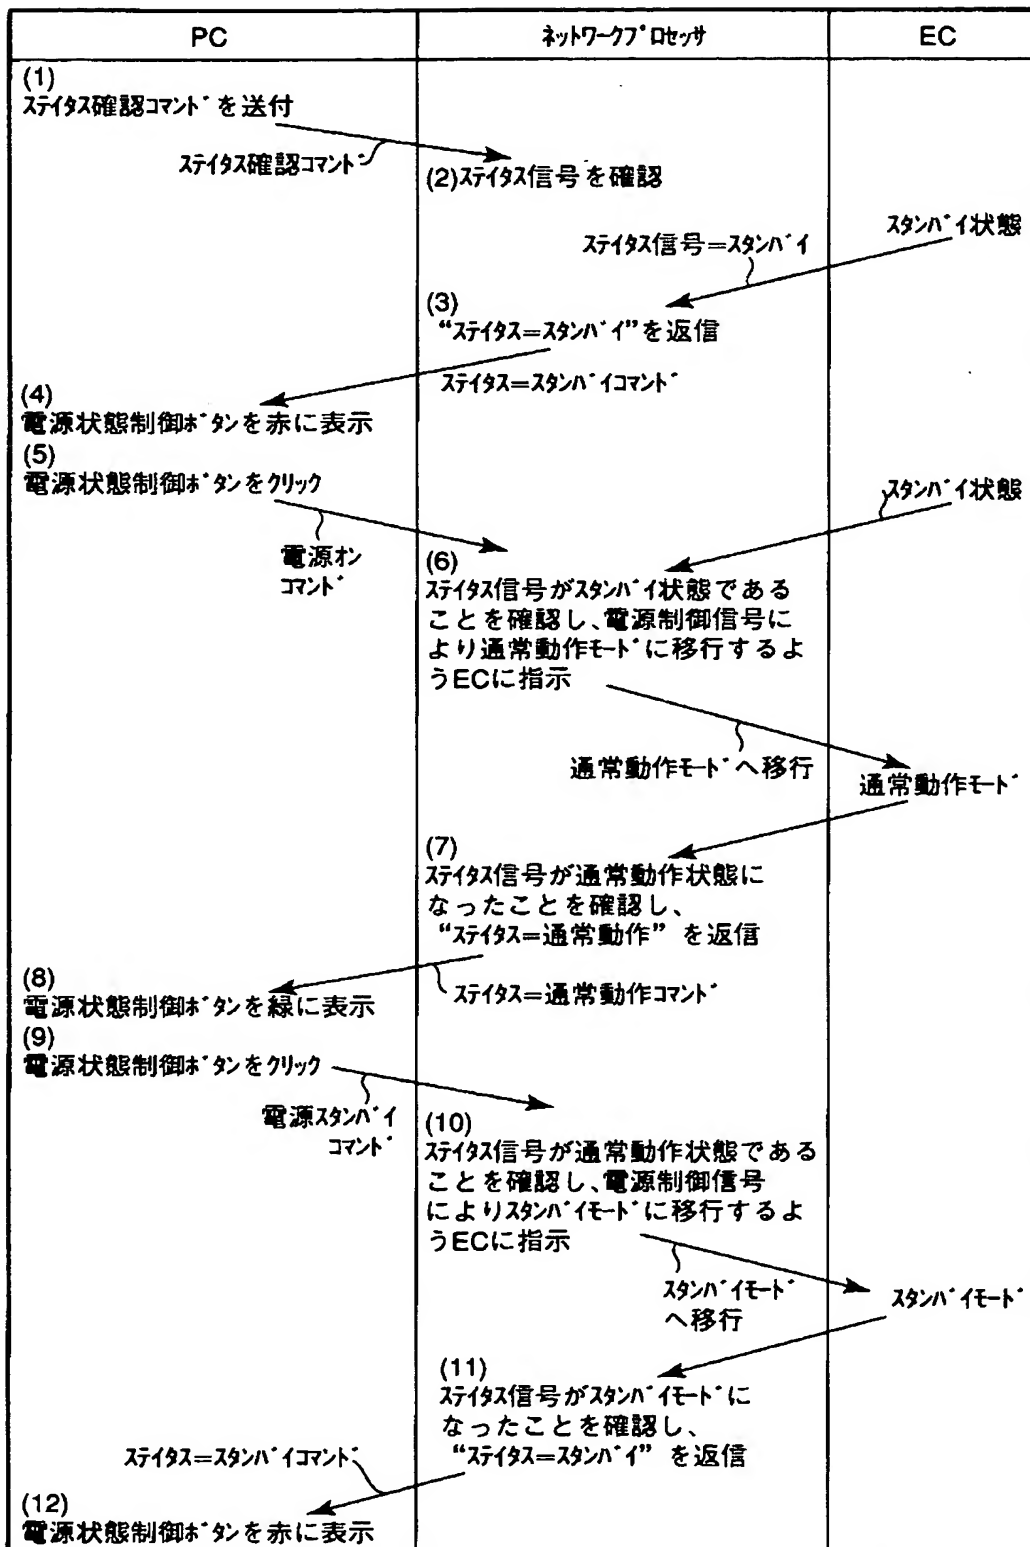 PC
ネットワークプロセッサ
EC
(1)
ステイタス確認コマンドを送付
ステイタス確認コマンド
(2)ステイタス信号を確認
スタンバイ状態
ステイタス信号＝スタンバイ
(3)
“ステイタス＝スタンバイ”を返信
ステイタス＝スタンバイコマンド
(4)
電源状態制御ボタンを赤に表示
(5)
電源状態制御ボタンをクリック
スタンバイ状態
電源オン
コマンド
(6)
ステイタス信号がスタンバイ状態である
ことを確認し、電源制御信号に
より通常動作モードに移行するよ
うECに指示
通常動作モードへ移行
通常動作モード
(7)
ステイタス信号が通常動作状態に
なったことを確認し、
“ステイタス＝通常動作”を返信
ステイタス＝通常動作コマンド
(8)
電源状態制御ボタンを緑に表示
(9)
電源状態制御ボタンをクリック
電源スタンバイ
コマンド
(10)
ステイタス信号が通常動作状態である
ことを確認し、電源制御信号
によりスタンバイモードに移行するよ
うECに指示
スタンバイモード
へ移行
スタンバイモード
(11)
ステイタス信号がスタンバイモードに
なったことを確認し、
“ステイタス＝スタンバイ”を返信
ステイタス＝スタンバイコマンド
(12)
電源状態制御ボタンを赤に表示